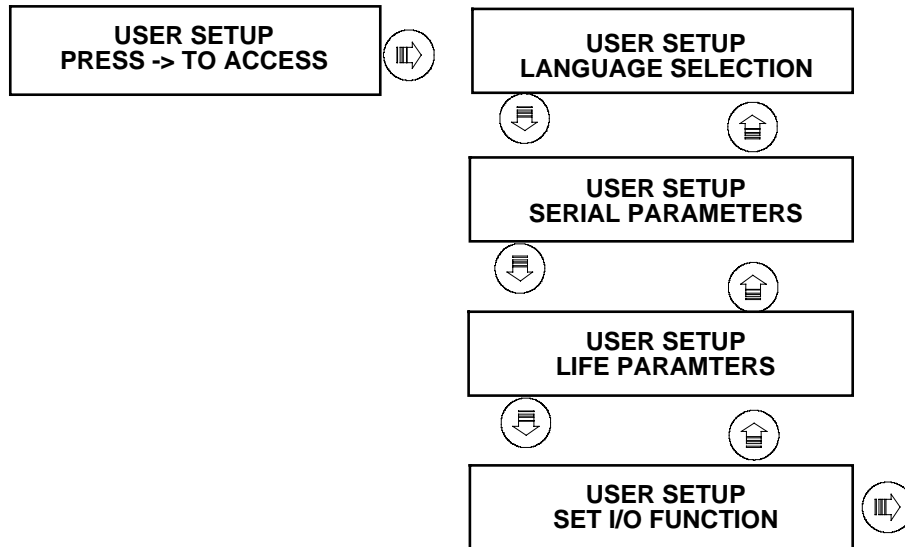 USER SETUP
PRESS -> TO ACCESS
USER SETUP
LANGUAGE SELECTION
USER SETUP
SERIAL PARAMETERS
USER SETUP
LIFE PARAMTERS
USER SETUP
SET I/O FUNCTION